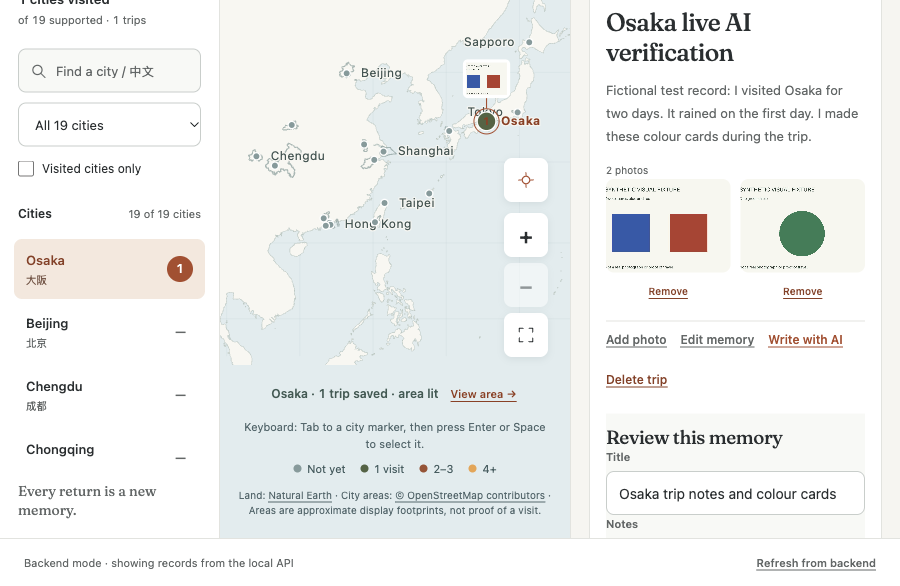 of 19 supported · 1 trips
Find a city / 中文
All 19 cities
Visited cities only
Cities
19 of 19 cities
Osaka
大阪
1
Beijing
北京
—
Chengdu
成都
—
Chongqing
—
Every return is a new
memory.
Sapporo
Beijing
Tokyo
Osaka
Chengdu
Shanghai
Taipei
Hong Kong
+
−
Osaka · 1 trip saved · area lit
View area →
Keyboard: Tab to a city marker, then press Enter or Space
to select it.
Not yet
1 visit
2–3
4+
Land: Natural Earth · City areas: © OpenStreetMap contributors ·
Areas are approximate display footprints, not proof of a visit.
Osaka live AI
verification
Fictional test record: I visited Osaka for
two days. It rained on the first day. I made
these colour cards during the trip.
2 photos
SYNTHETIC VISUAL FIXTURE
SYNTHETIC VISUAL FIXTURE
Remove
Remove
Add photo
Edit memory
Write with AI
Delete trip
Review this memory
Title
Osaka trip notes and colour cards
Notes
Backend mode · showing records from the local API
Refresh from backend